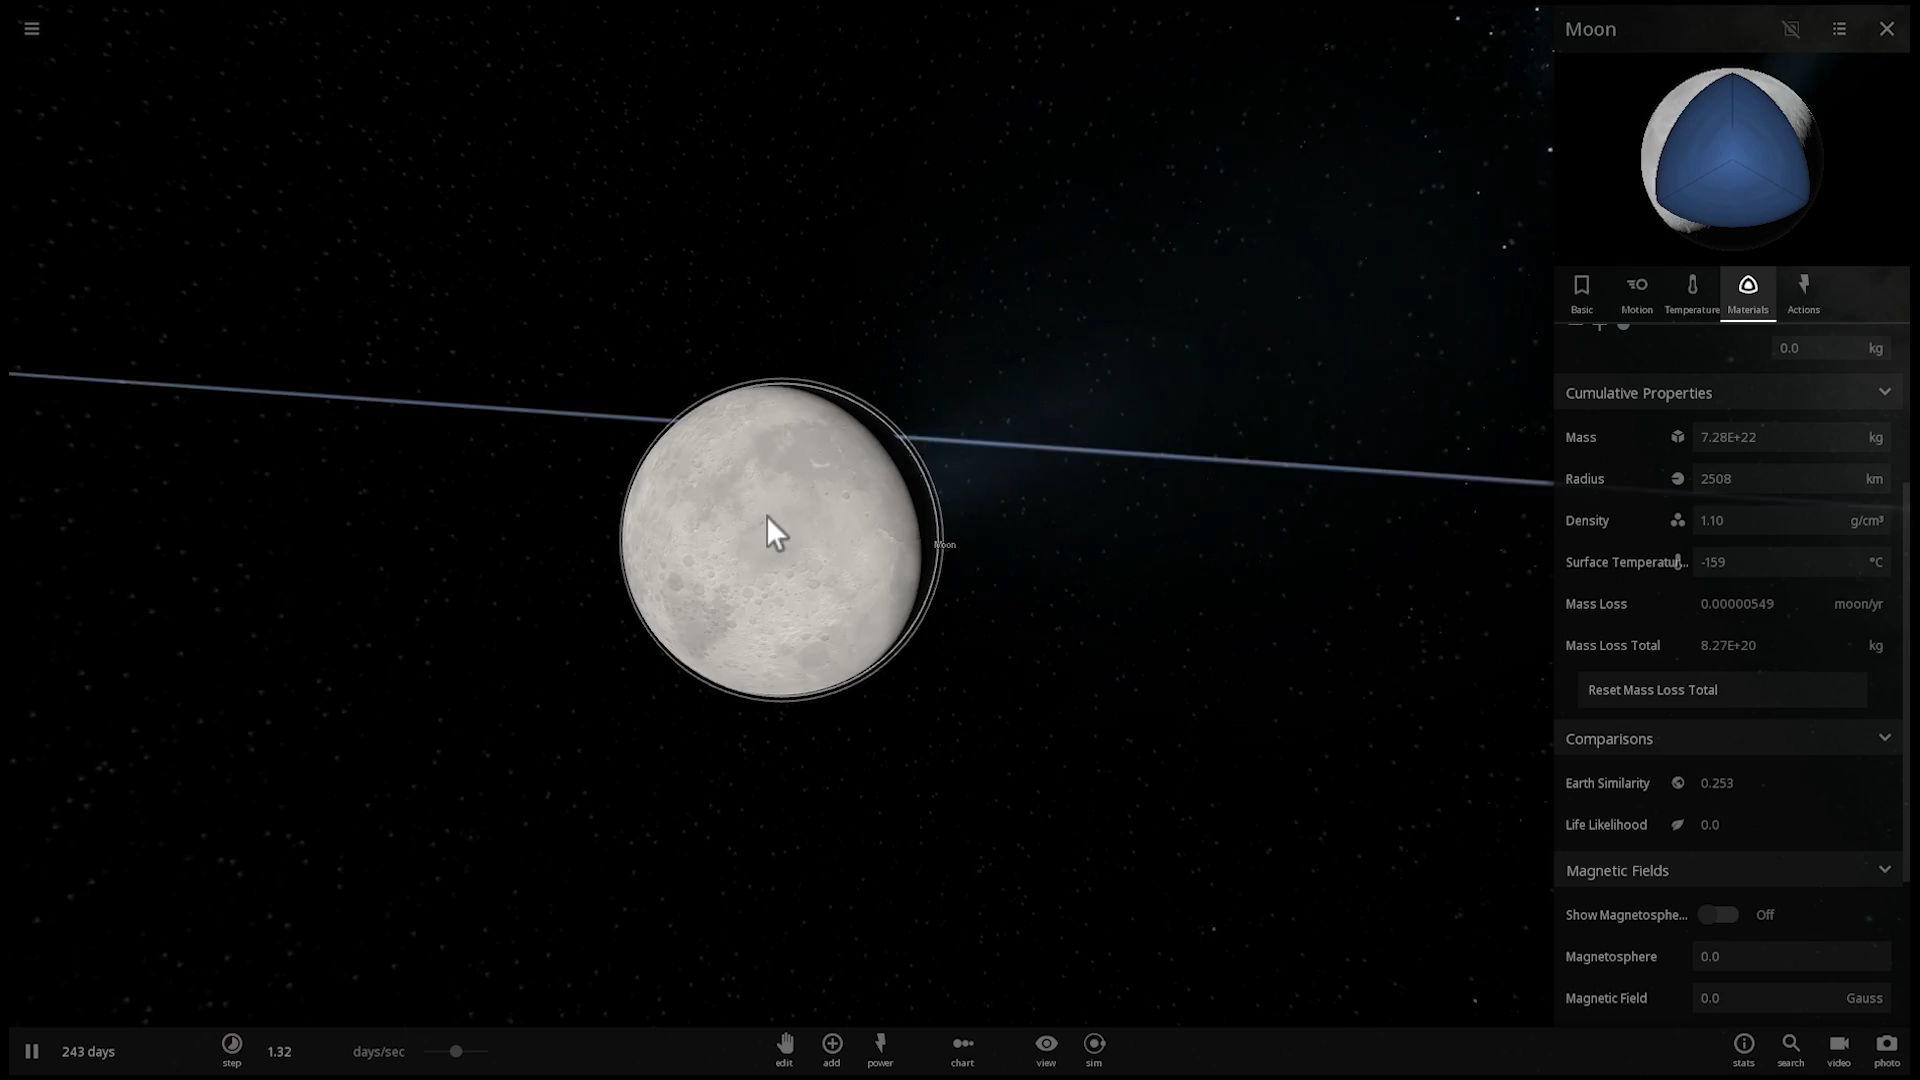 Moon
Basic Motion Temperature Materials Actions
0.0 kg
Cumulative Properties
Mass 7.28E+22 kg
Radius 2508 km
Density 1.10 g/cm³
Surface Temperatur... -159 °C
Mass Loss 0.00000549 moon/yr
Mass Loss Total 8.27E+20 kg
Reset Mass Loss Total
Comparisons
Earth Similarity 0.253
Life Likelihood 0.0
Magnetic Fields
Show Magnetosphe... Off
Magnetosphere 0.0
Magnetic Field 0.0 Gauss
Moon
243 days step 1.32 days/sec edit add power chart view sim stats search video photo